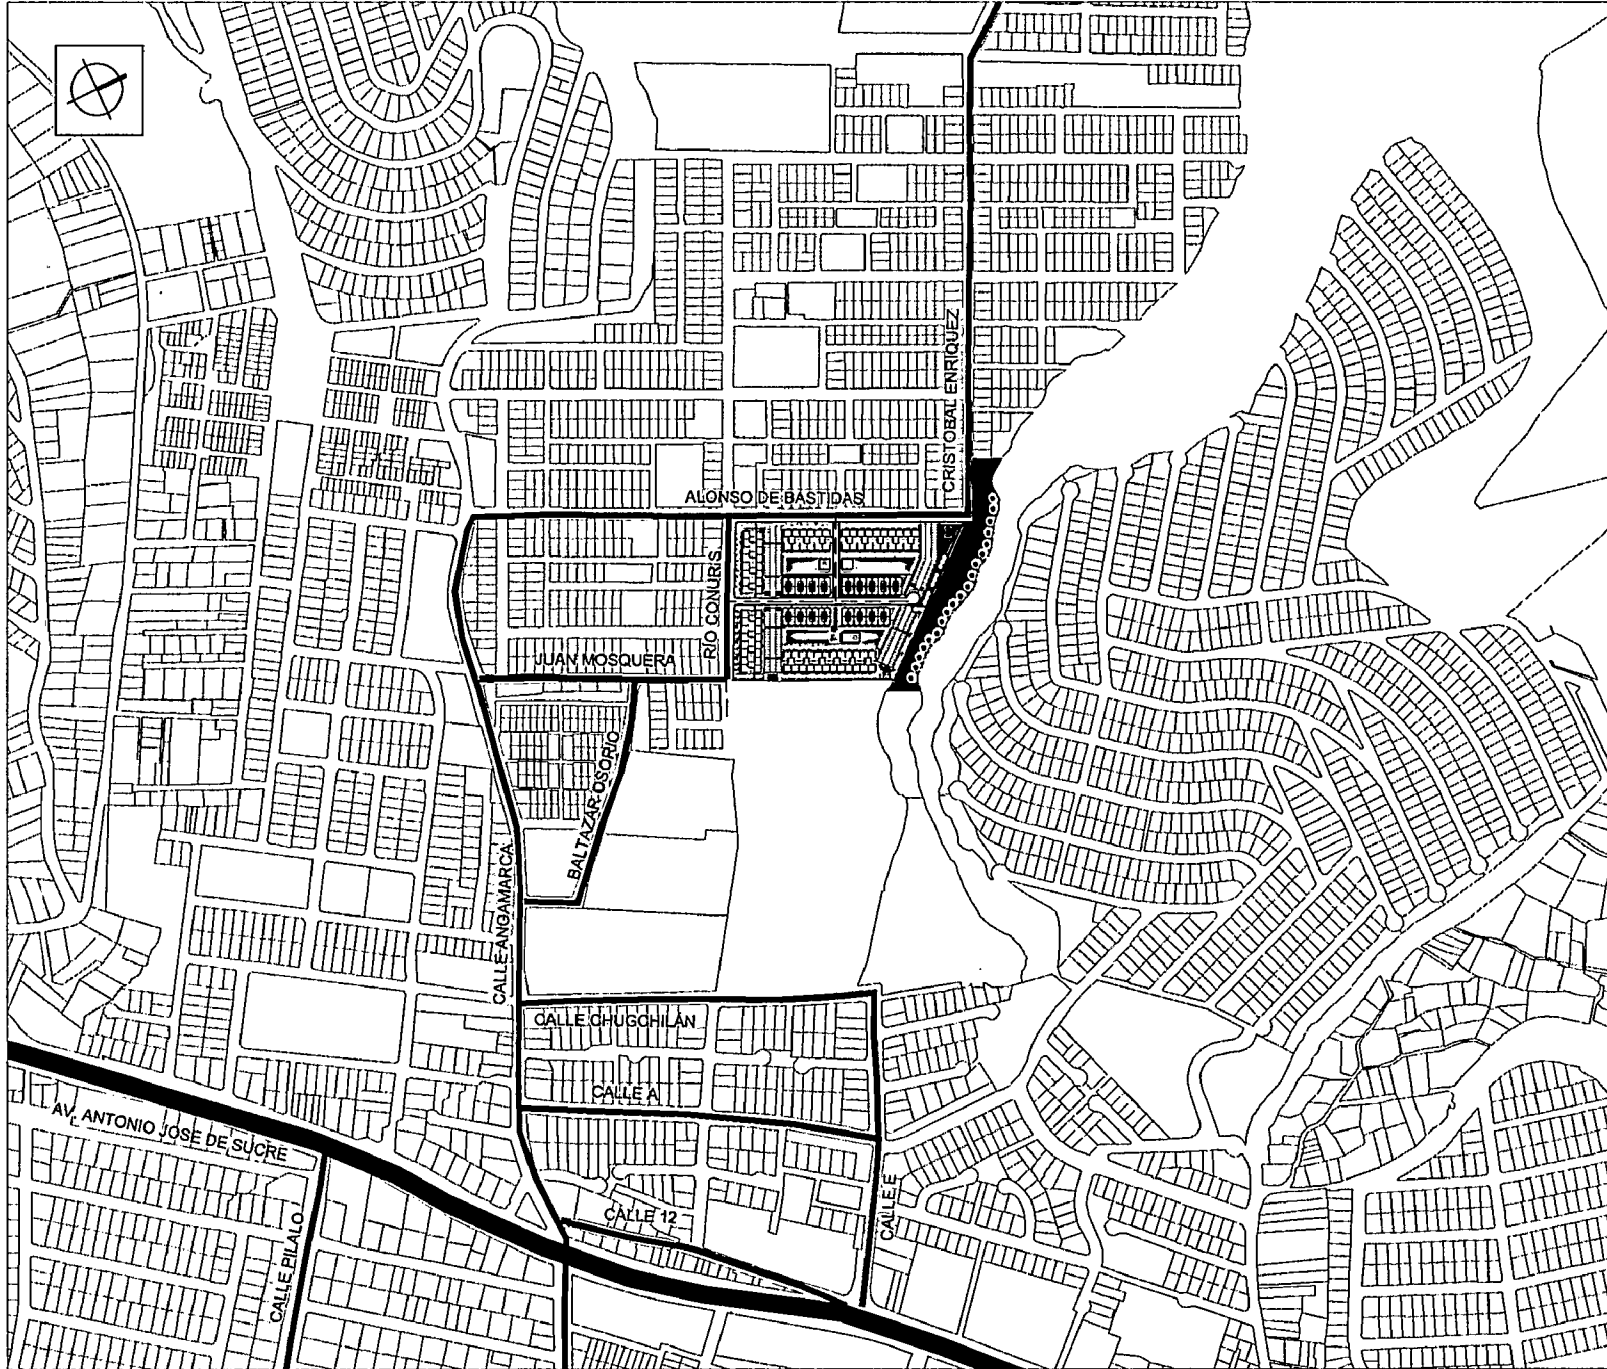 CRISTOBAL ENRIQUEZ
ALONSO DE BASTIDAS
RIO CONURIS
JUAN MOSQUERA
BALTAZAR OSORIO
CALLE ANGAMARCA
CALLE CHUGCHILÁN
CALLE A
AV. ANTONIO JOSE DE SUCRE
CALLE E
CALLE 12
CALLE PILALO